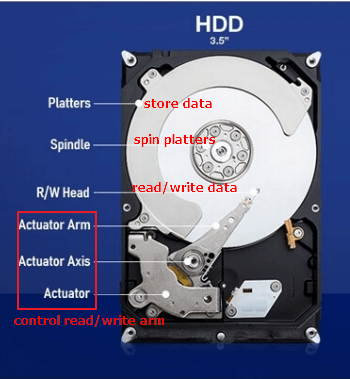 HDD
3.5"
Platters
store data
Spindle
spin platters
R/W Head
read/write data
Actuator Arm
Actuator Axis
Actuator
control read/write arm